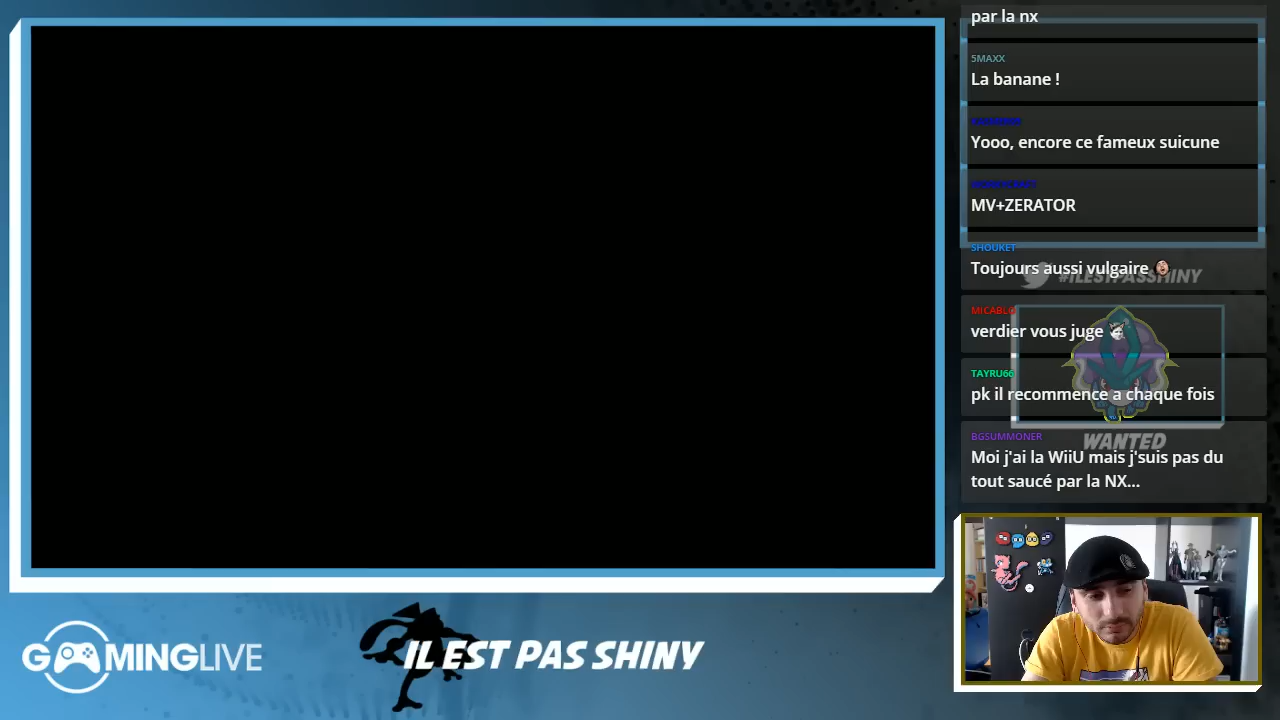 par la nx
5MAXX
La banane !
Yooo, encore ce fameux suicune
MV+ZERATOR
SHOUKET
Toujours aussi vulgaire
#ILESTPASSHINY
MICABLO
verdier vous juge
TAYRU66
pk il recommence a chaque fois
WANTED
BGSUMMONER
Moi j'ai la WiiU mais j'suis pas du
tout saucé par la NX...
GAMINGLIVE
IL EST PAS SHINY